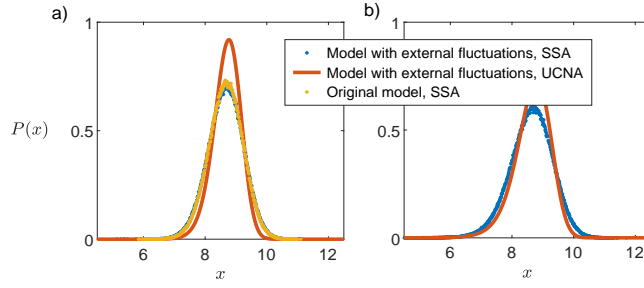 a)
b)
1
1
Model with external fluctuations, SSA
Model with external fluctuations, UCNA
Original model, SSA
P(x)
0.5
0.5
0
0
6 8 10 12
6 8 10 12
x
x